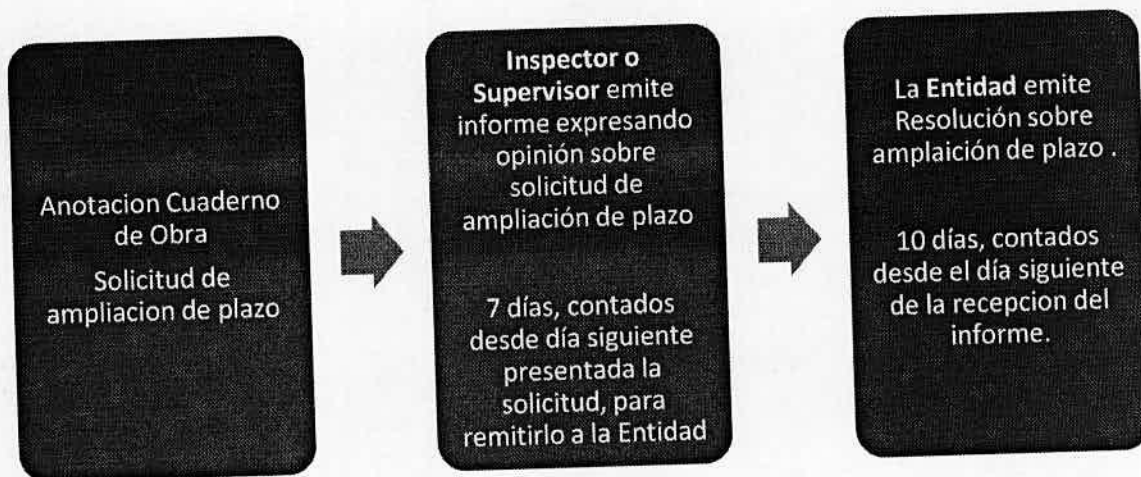 Anotacion Cuaderno
de Obra
Solicitud de
ampliacion de plazo
Inspector o
Supervisor emite
informe expresando
opinión sobre
solicitud de
ampliación de plazo
7 días, contados
desde día siguiente
presentada la
solicitud, para
remitirlo a la Entidad
La Entidad emite
Resolución sobre
amplaición de plazo .
10 días, contados
desde el día siguiente
de la recepcion del
informe.